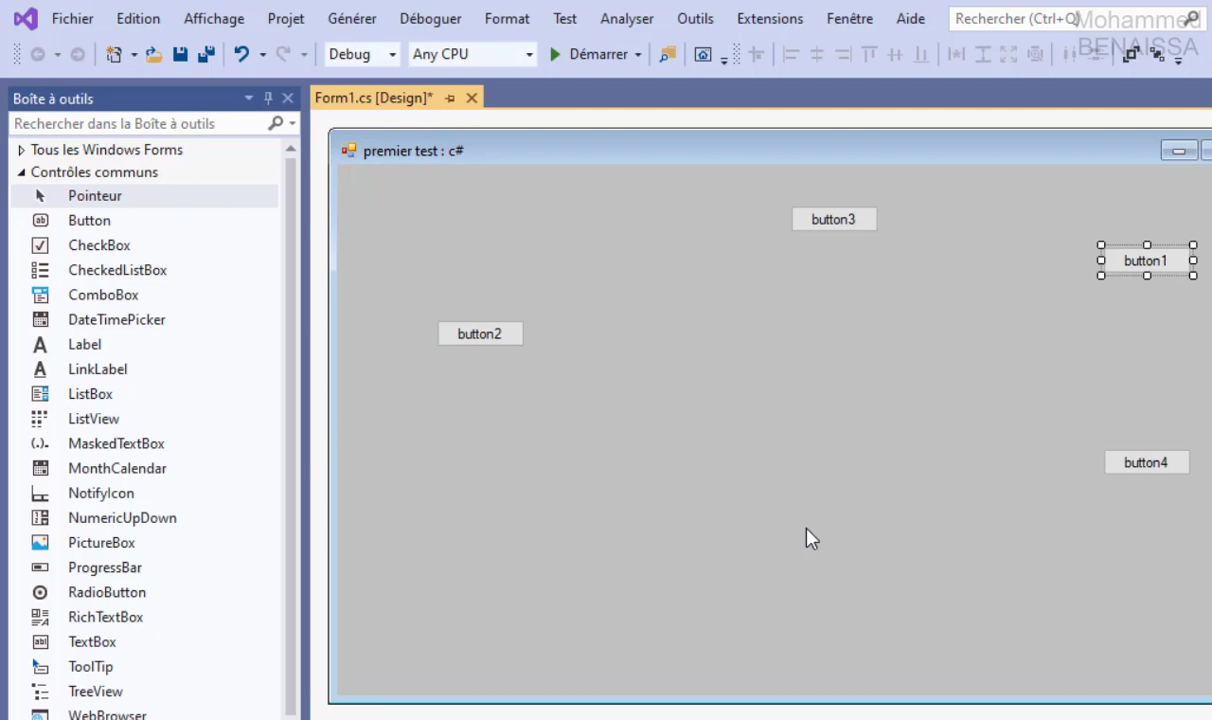 Fichier Edition Affichage Projet Générer Déboguer Format Test Analyser Outils Extensions Fenêtre Aide Rechercher (Ctrl+Q)
Mohammed
BENAISSA
Debug Any CPU Démarrer
Boîte à outils
Form1.cs [Design]*
Rechercher dans la Boîte à outils
Tous les Windows Forms
Contrôles communs
Pointeur
Button
CheckBox
CheckedListBox
ComboBox
DateTimePicker
Label
LinkLabel
ListBox
ListView
MaskedTextBox
MonthCalendar
NotifyIcon
NumericUpDown
PictureBox
ProgressBar
RadioButton
RichTextBox
TextBox
ToolTip
TreeView
WebBrowser
premier test : c#
button3
button1
button2
button4